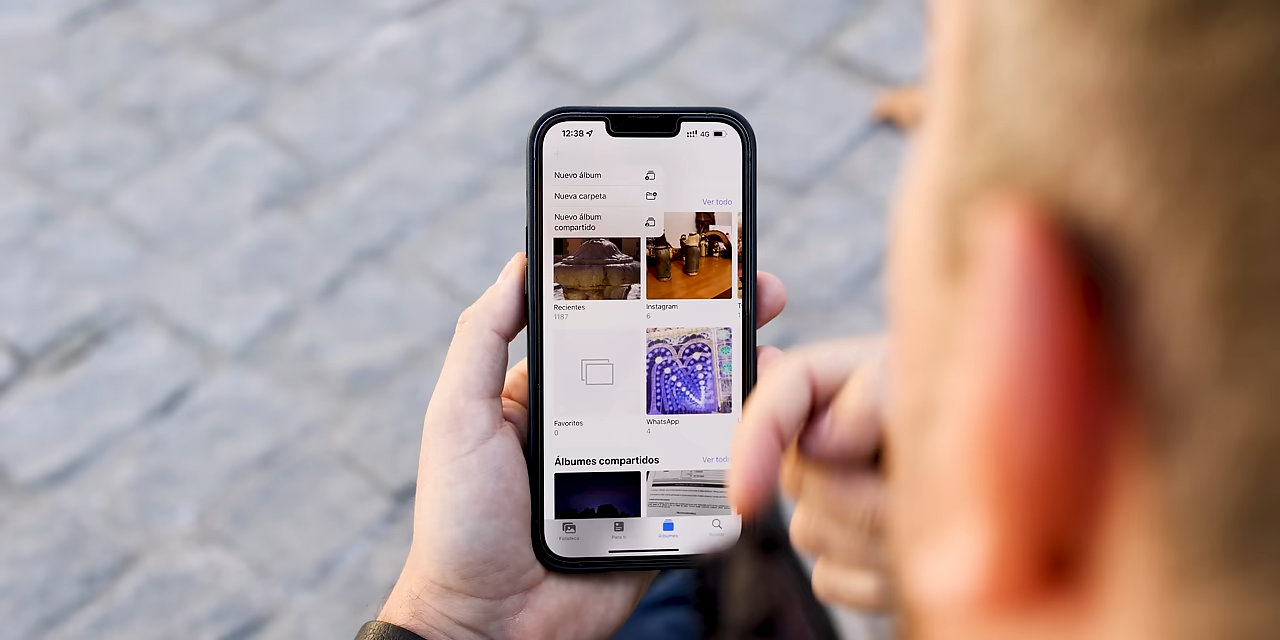 12:38
4G
Nuevo álbum
Nueva carpeta
Ver todo
Nuevo álbum
compartido
Recientes
1187
Instagram
6
Favoritos
0
WhatsApp
4
Álbumes compartidos
Ver todo
Fototeca
Para ti
Álbumes